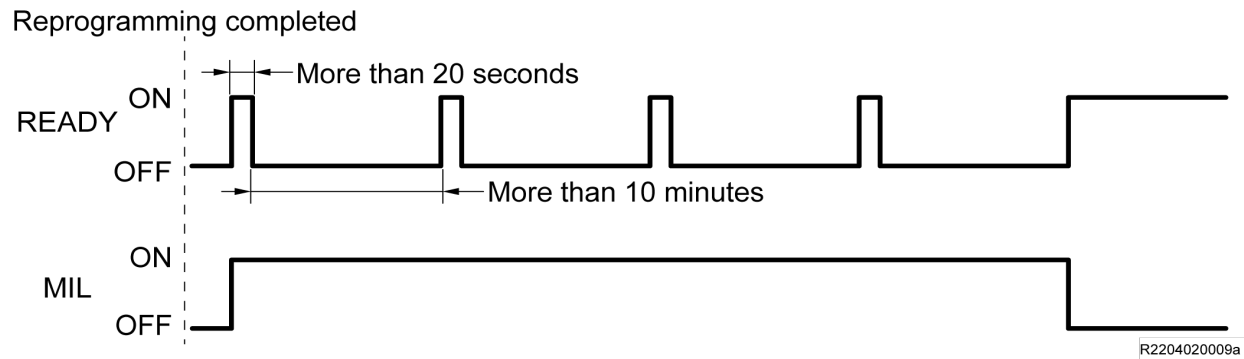 Reprogramming completed
More than 20 seconds
ON
READY
OFF
More than 10 minutes
ON
MIL
OFF
R2204020009a